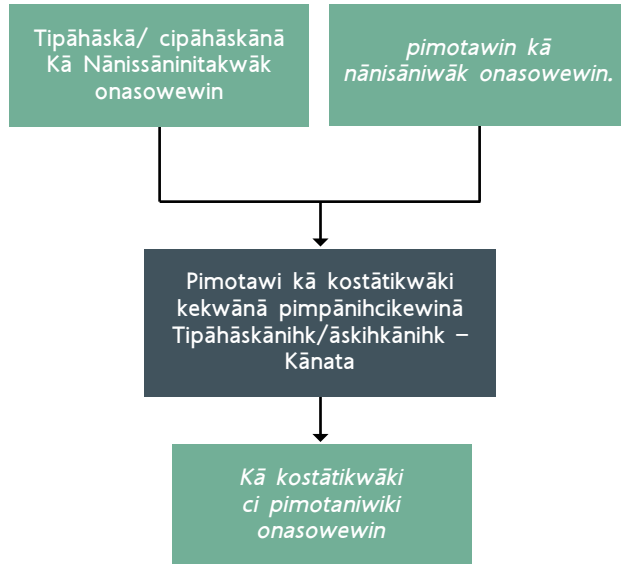 Tipāhāskā/ cipāhāskānā
Kā Nānissāninitakwāk
onasowewin
pimotawin kā
nānisāniwāk onasowewin.
Pimotawi kā kostātikwāki
kekwānā pimpānihcikewinā
Tipāhāskānihk/āskihkānihk –
Kānata
Kā kostātikwāki
ci pimotaniwiki
onasowewin